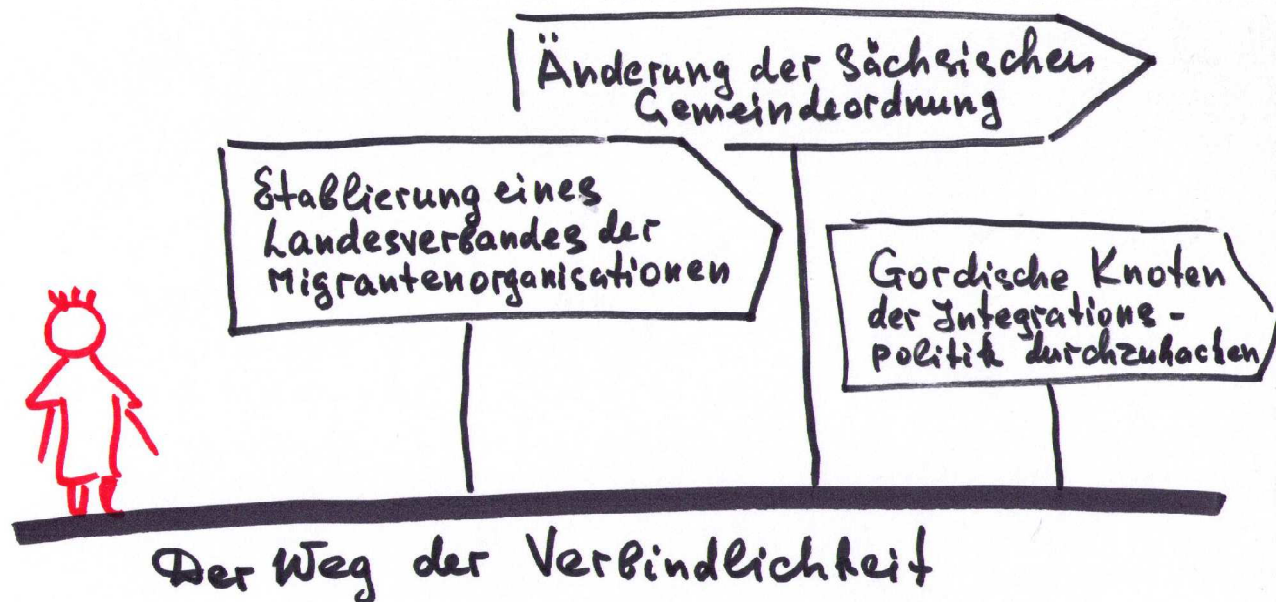 Änderung der Sächsischen
Gemeindeordnung
Etablierung eines
Landesverbandes der
Migrantenorganisationen
Gordische Knoten
der Integrations-
politik durchzuhacken
Der Weg der Verbindlichkeit